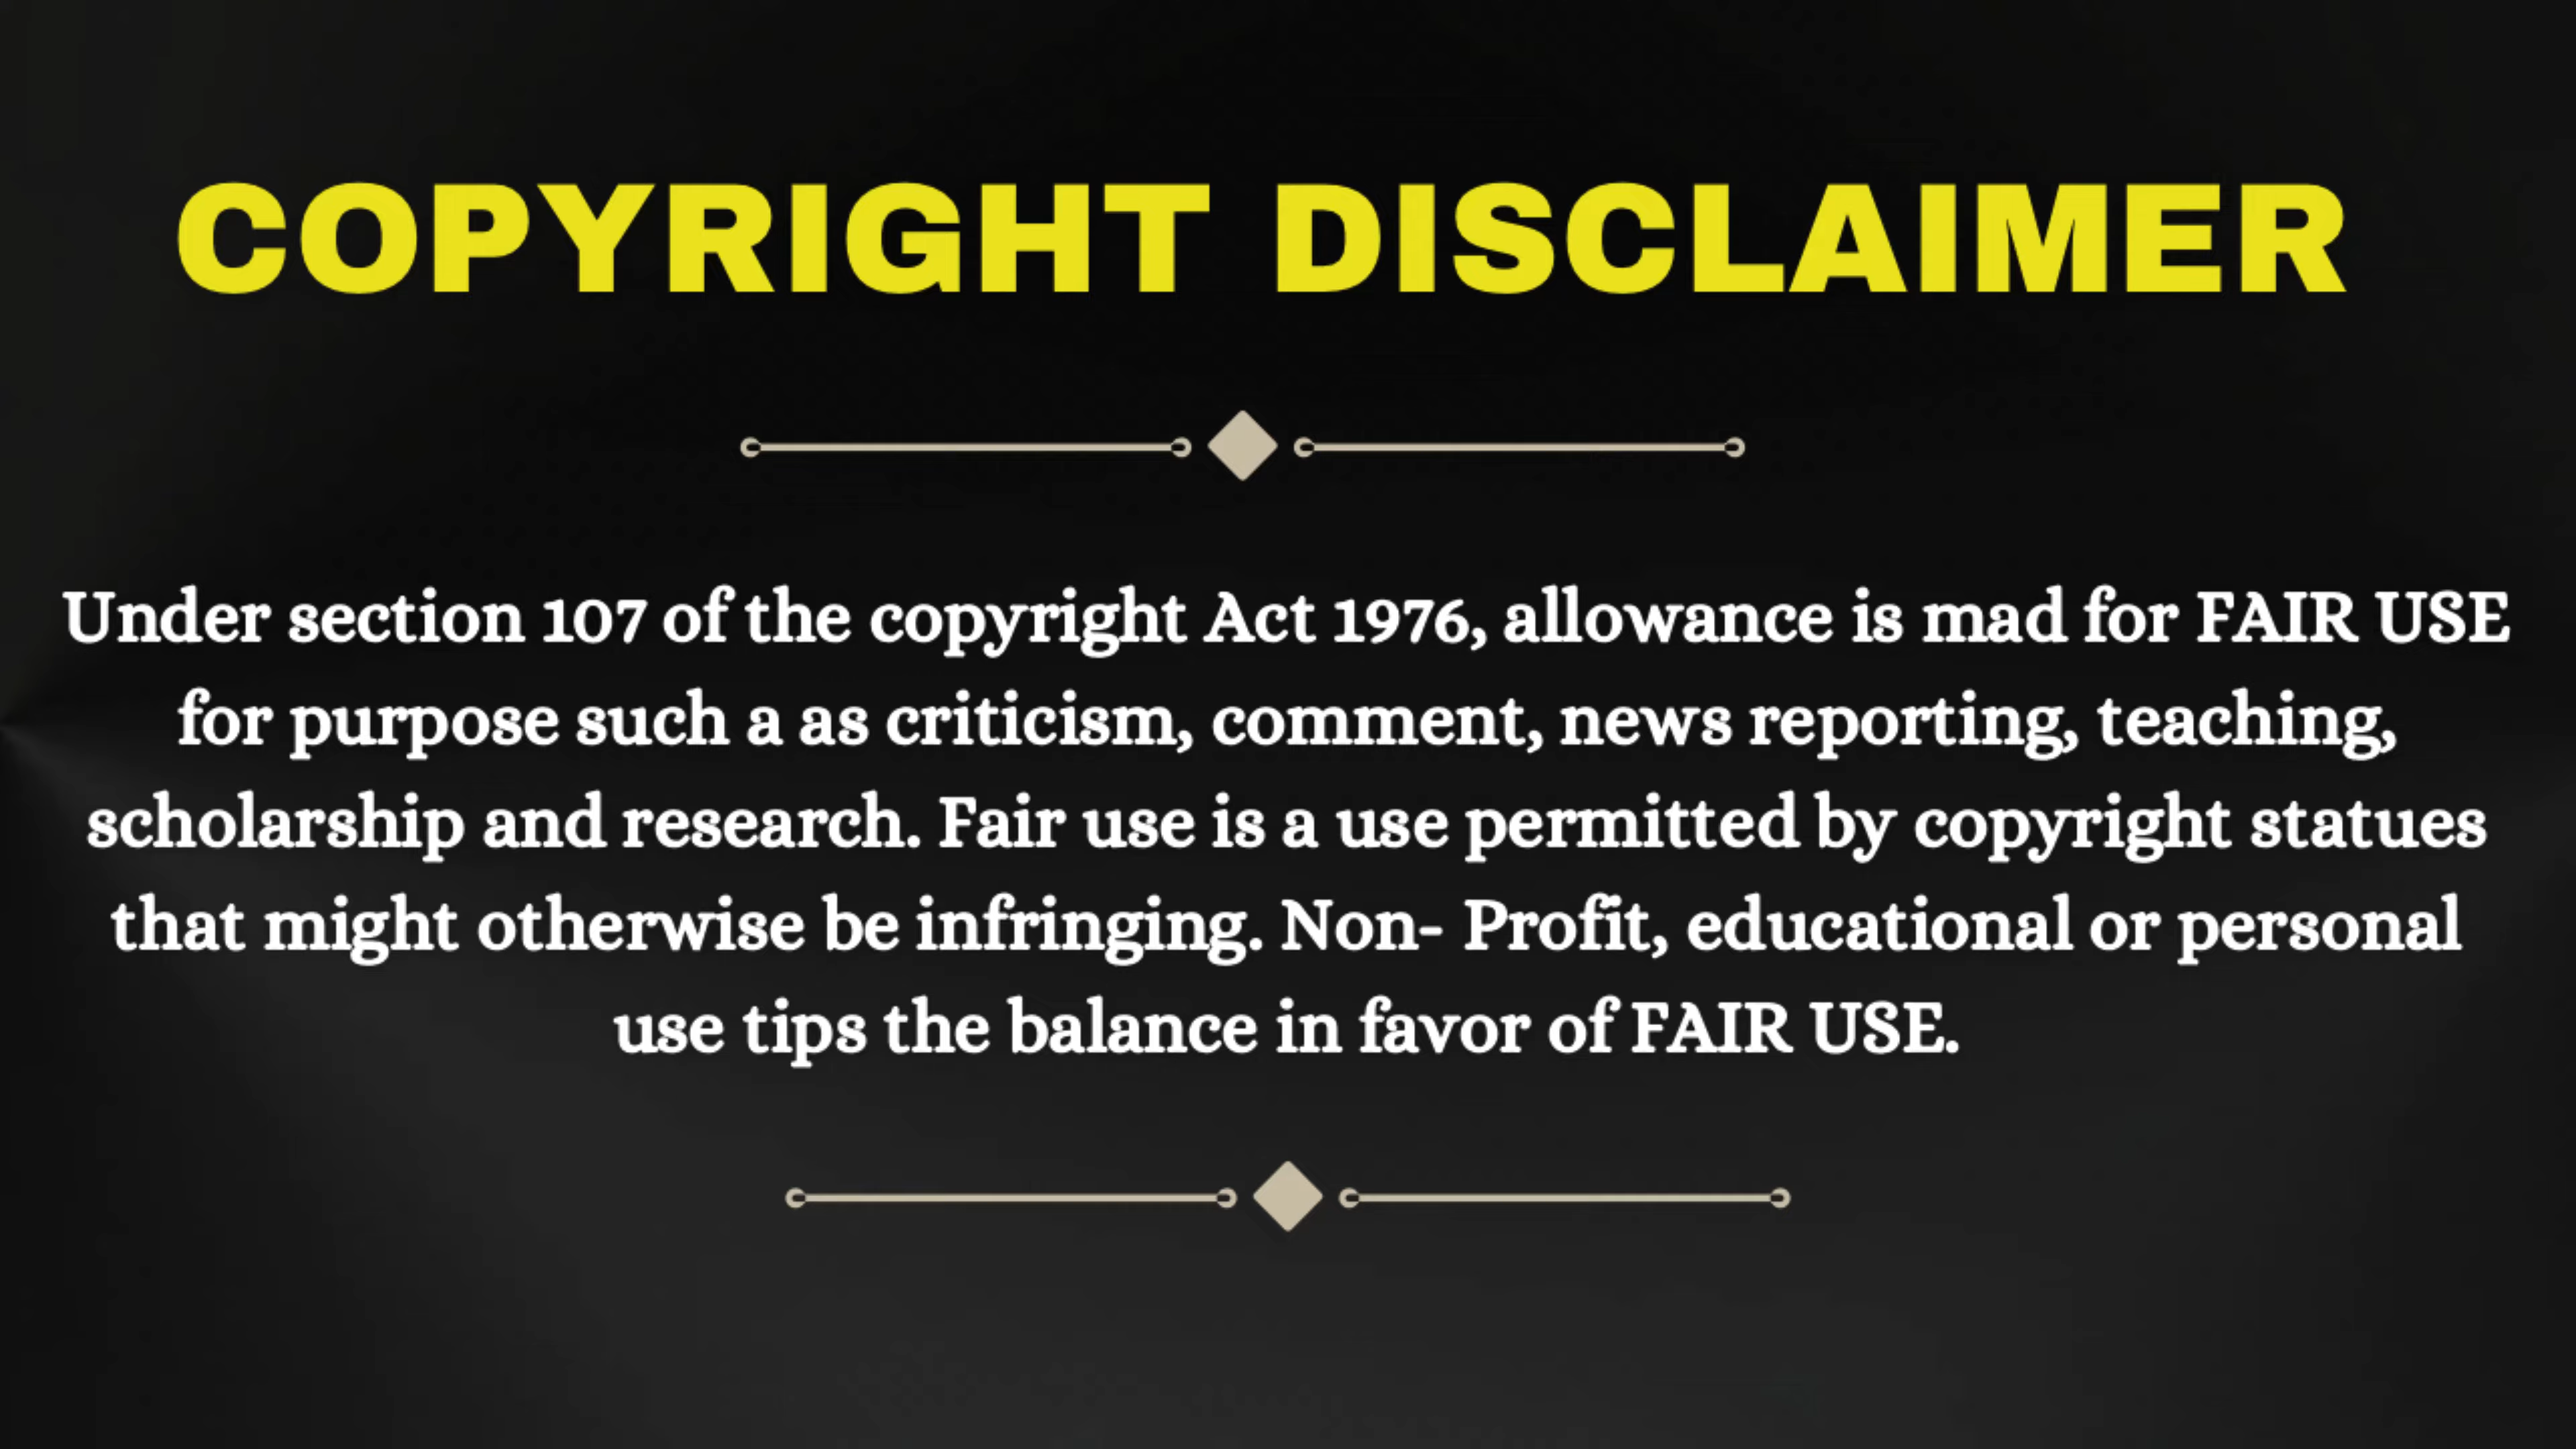 COPYRIGHT DISCLAIMER
Under section 107 of the copyright Act 1976, allowance is mad for FAIR USE
for purpose such a as criticism, comment, news reporting, teaching,
scholarship and research. Fair use is a use permitted by copyright statues
that might otherwise be infringing. Non- Profit, educational or personal
use tips the balance in favor of FAIR USE.